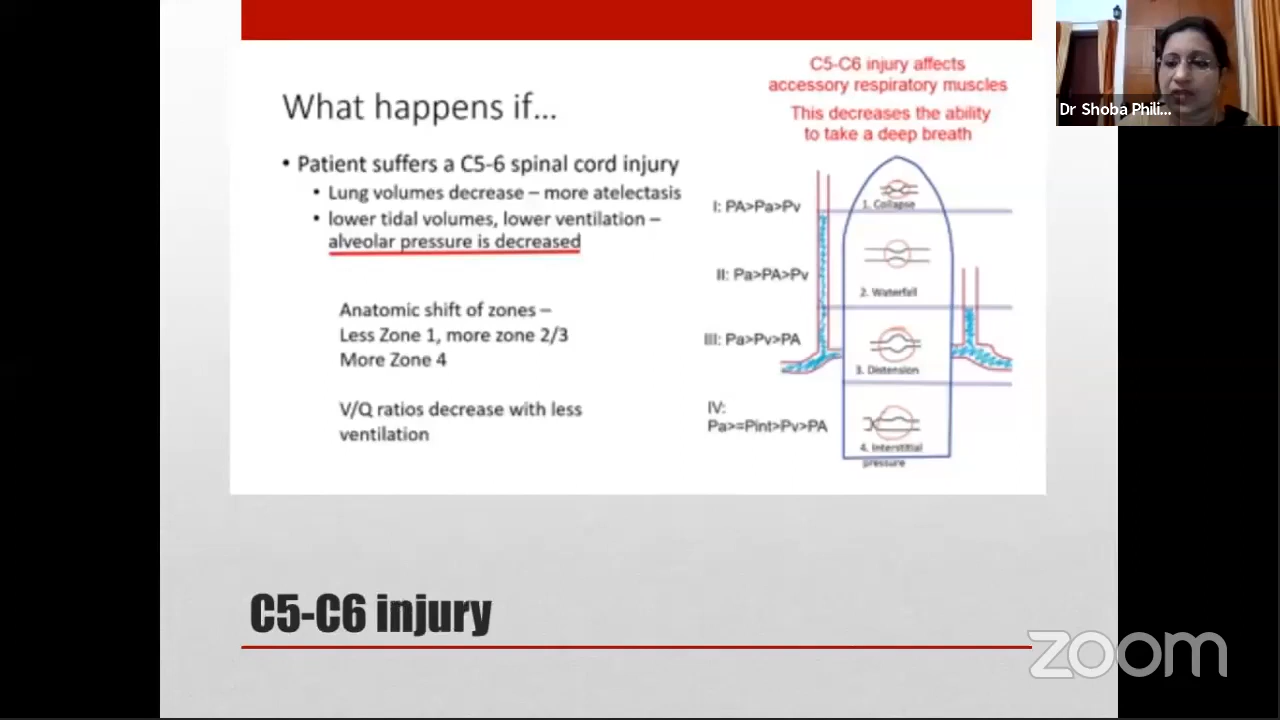 What happens if...
• Patient suffers a C5-6 spinal cord injury
• Lung volumes decrease – more atelectasis
• lower tidal volumes, lower ventilation –
alveolar pressure is decreased
Anatomic shift of zones –
Less Zone 1, more zone 2/3
More Zone 4
V/Q ratios decrease with less
ventilation
C5-C6 injury affects
accessory respiratory muscles
This decreases the ability
to take a deep breath
I: PA>Pa>Pv
1. Collapse
II: Pa>PA>Pv
2. Waterfall
III: Pa>Pv>PA
3. Distension
IV:
Pa>=Pint>Pv>PA
4. Interstitial
pressure
C5-C6 injury
Dr Shoba Phili...
zoom